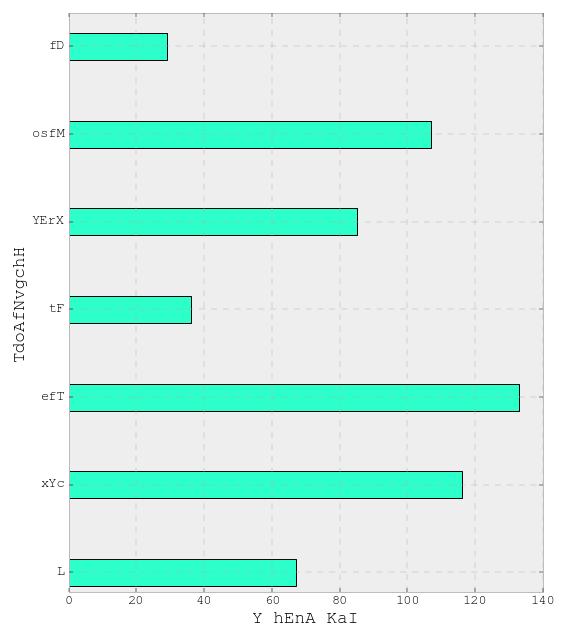 fD
osfM
YErX
tF
efT
xYc
L
TdoAfNvgchH
0 20 40 60 80 100 120 140
Y hEnA KaI